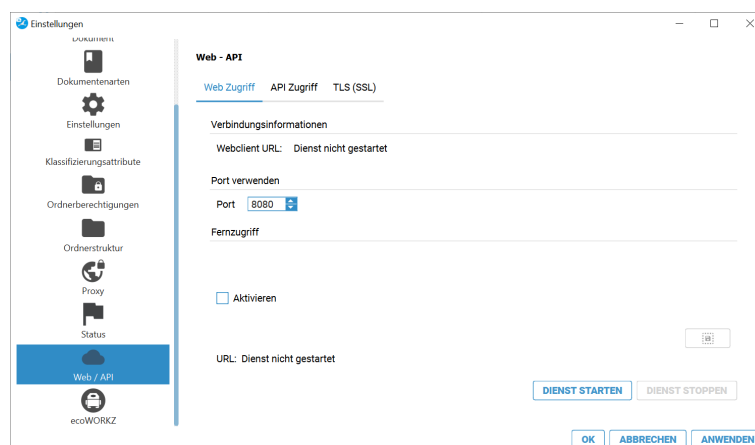 Einstellungen
Dokument
Dokumentenarten
Einstellungen
Klassifizierungsattribute
Ordnerberechtigungen
Ordnerstruktur
Proxy
Status
Web / API
ecoWORKZ
Web - API
Web Zugriff API Zugriff TLS (SSL)
Verbindungsinformationen
Webclient URL: Dienst nicht gestartet
Port verwenden
Port 8080
Fernzugriff
Aktivieren
URL: Dienst nicht gestartet
DIENST STARTEN DIENST STOPPEN
OK ABBRECHEN ANWENDEN